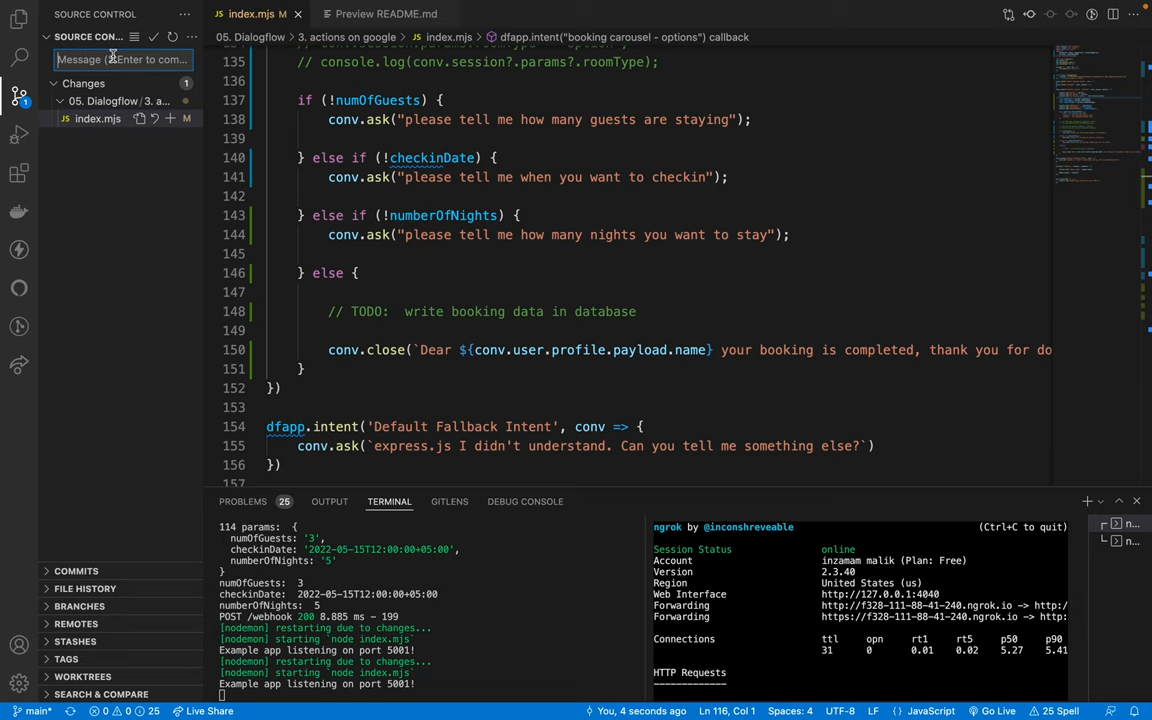 SOURCE CONTROL
index.mjs M
Preview README.md
SOURCE CON...
05. Dialogflow
3. actions on google
index.mjs
dfapp.intent("booking carousel - options") callback
Changes
1
05. Dialogflow / 3. a...
index.mjs
M
1
135 // console.log(conv.session?.params?.roomType);
136
137 if (!numOfGuests) {
138 conv.ask("please tell me how many guests are staying");
139
140 } else if (!checkinDate) {
141 conv.ask("please tell me when you want to checkin");
142
143 } else if (!numberOfNights) {
144 conv.ask("please tell me how many nights you want to stay");
145
146 } else {
147
148 // TODO:  write booking data in database
149
150 conv.close(`Dear ${conv.user.profile.payload.name} your booking is completed, thank you for do
151 }
152 })
153
154 dfapp.intent('Default Fallback Intent', conv => {
155 conv.ask(`express.js I didn't understand. Can you tell me something else?`)
156 })
157
PROBLEMS 25 OUTPUT TERMINAL GITLENS DEBUG CONSOLE
114 params:  {
numOfGuests: '3',
checkinDate: '2022-05-15T12:00:00+05:00',
numberOfNights: '5'
}
numOfGuests:  3
checkinDate:  2022-05-15T12:00:00+05:00
numberOfNights:  5
POST /webhook 200 8.885 ms - 199
[nodemon] restarting due to changes...
[nodemon] starting `node index.mjs`
Example app listening on port 5001!
[nodemon] restarting due to changes...
[nodemon] starting `node index.mjs`
Example app listening on port 5001!
ngrok by @inconshreveable (Ctrl+C to quit)
Session Status online
Account inzamam malik (Plan: Free)
Version 2.3.40
Region United States (us)
Web Interface http://127.0.0.1:4040
Forwarding http://f328-111-88-41-240.ngrok.io -> http:/
Forwarding https://f328-111-88-41-240.ngrok.io -> http:
Connections ttl opn rt1 rt5 p50 p90
31 0 0.01 0.02 5.27 5.41
HTTP Requests
-------------
n...
n...
COMMITS
FILE HISTORY
BRANCHES
REMOTES
STASHES
TAGS
WORKTREES
SEARCH & COMPARE
main* 0 0 25 Live Share
You, 4 seconds ago Ln 116, Col 1 Spaces: 4 UTF-8 LF {} JavaScript Go Live 25 Spell